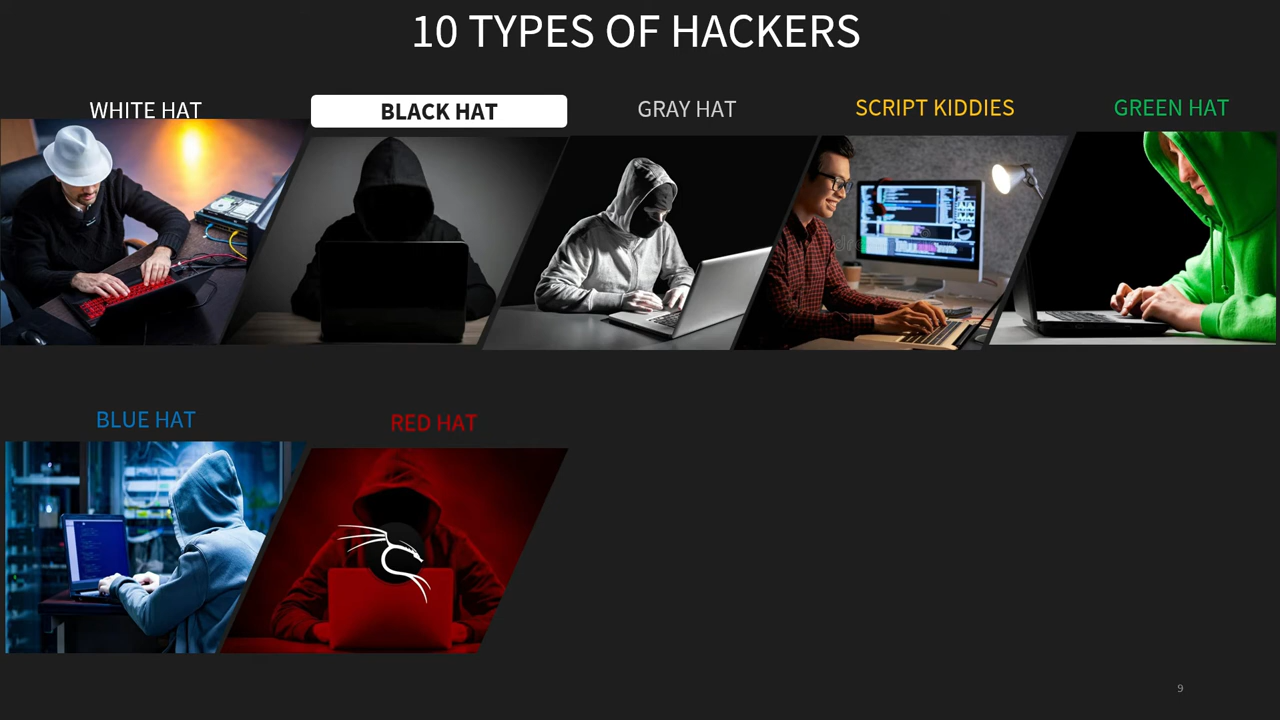 10 TYPES OF HACKERS
WHITE HAT
BLACK HAT
GRAY HAT
SCRIPT KIDDIES
GREEN HAT
BLUE HAT
RED HAT
9